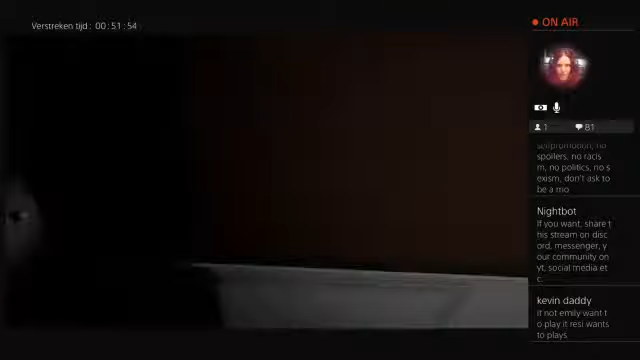 Verstreken tijd: 00:51:54
ON AIR
1 81
selfpromotion, no
spoilers, no racis
m, no politics, no s
exism, don't ask to
be a mo
Nightbot
If you want, share t
his stream on disc
ord, messenger, y
our community on
yt, social media et
c.
kevin daddy
if not emily want t
o play it resi wants
to plays